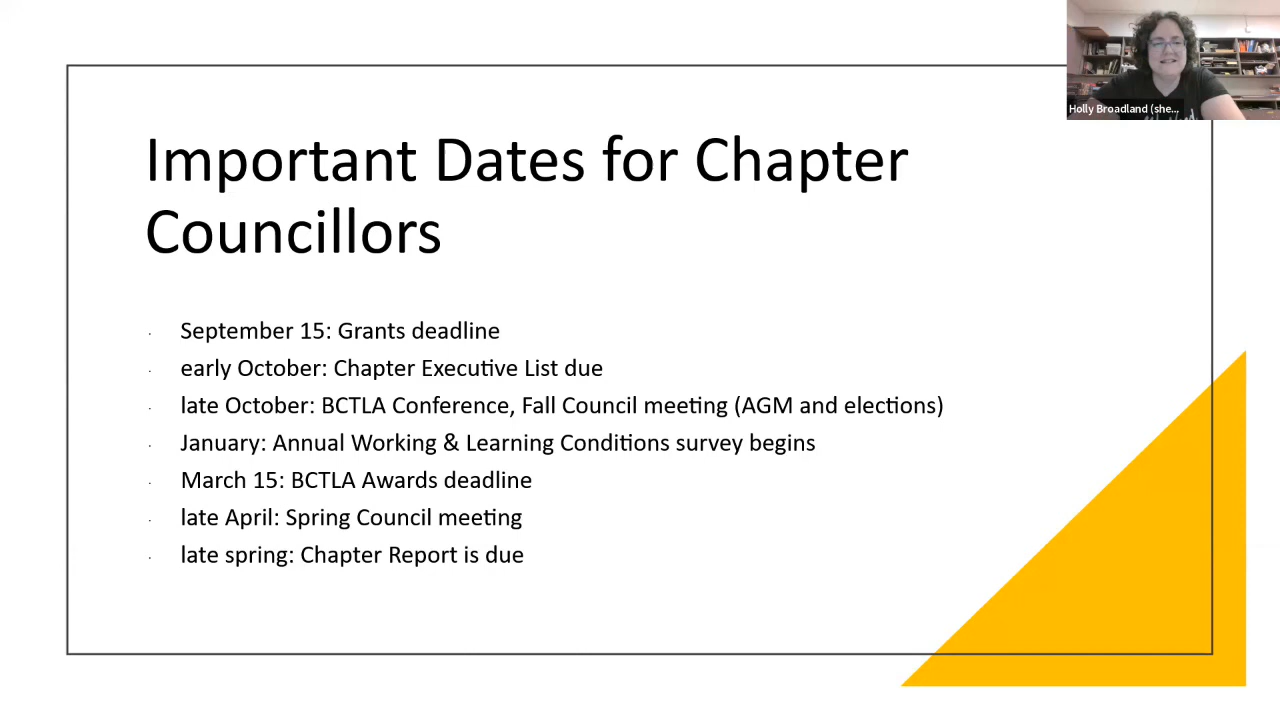 Holly Broadland (she...
Important Dates for Chapter
Councillors
· September 15: Grants deadline
· early October: Chapter Executive List due
· late October: BCTLA Conference, Fall Council meeting (AGM and elections)
· January: Annual Working & Learning Conditions survey begins
· March 15: BCTLA Awards deadline
· late April: Spring Council meeting
· late spring: Chapter Report is due